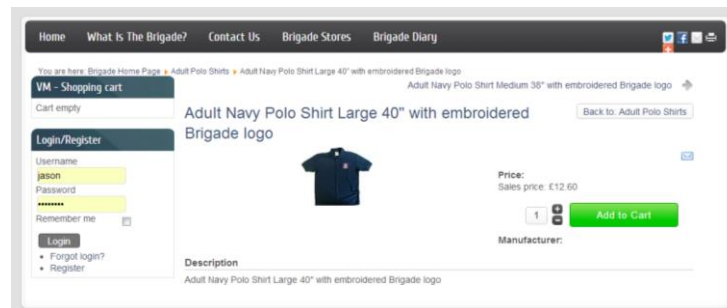 Home What Is The Brigade? Contact Us Brigade Stores Brigade Diary
You are here: Brigade Home Page Adult Polo Shirts Adult Navy Polo Shirt Large 40" with embroidered Brigade logo
VM - Shopping cart
Cart empty
Login/Register
Username
jason
Password
••••••••
Remember me
Login
Forgot login?
Register
Adult Navy Polo Shirt Medium 38" with embroidered Brigade logo
Adult Navy Polo Shirt Large 40" with embroidered
Brigade logo
Back to: Adult Polo Shirts
Price:
Sales price: £12.60
1
Add to Cart
Manufacturer:
Description
Adult Navy Polo Shirt Large 40" with embroidered Brigade logo